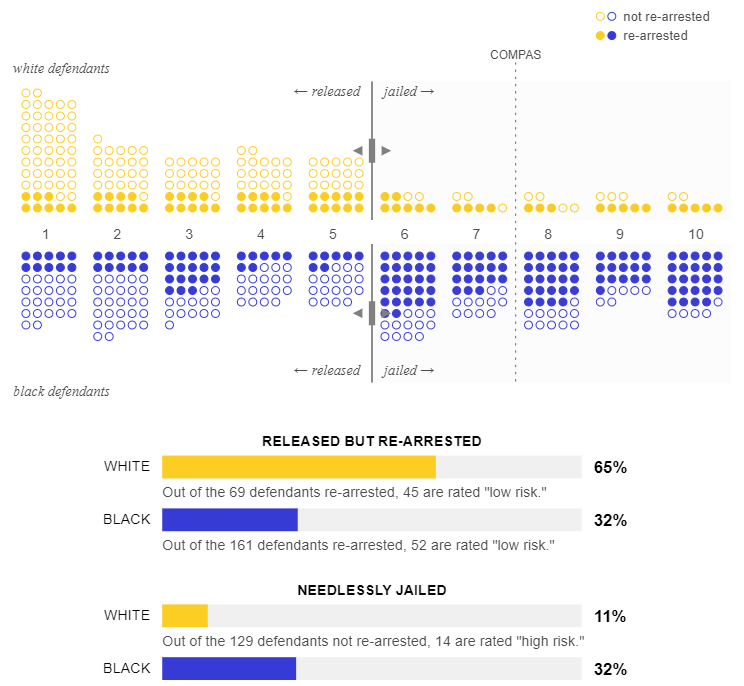 not re-arrested
re-arrested
COMPAS
white defendants
← released jailed →
1 2 3 4 5 6 7 8 9 10
← released jailed →
black defendants
RELEASED BUT RE-ARRESTED
WHITE 65%
Out of the 69 defendants re-arrested, 45 are rated "low risk."
BLACK 32%
Out of the 161 defendants re-arrested, 52 are rated "low risk."
NEEDLESSLY JAILED
WHITE 11%
Out of the 129 defendants not re-arrested, 14 are rated "high risk."
BLACK 32%